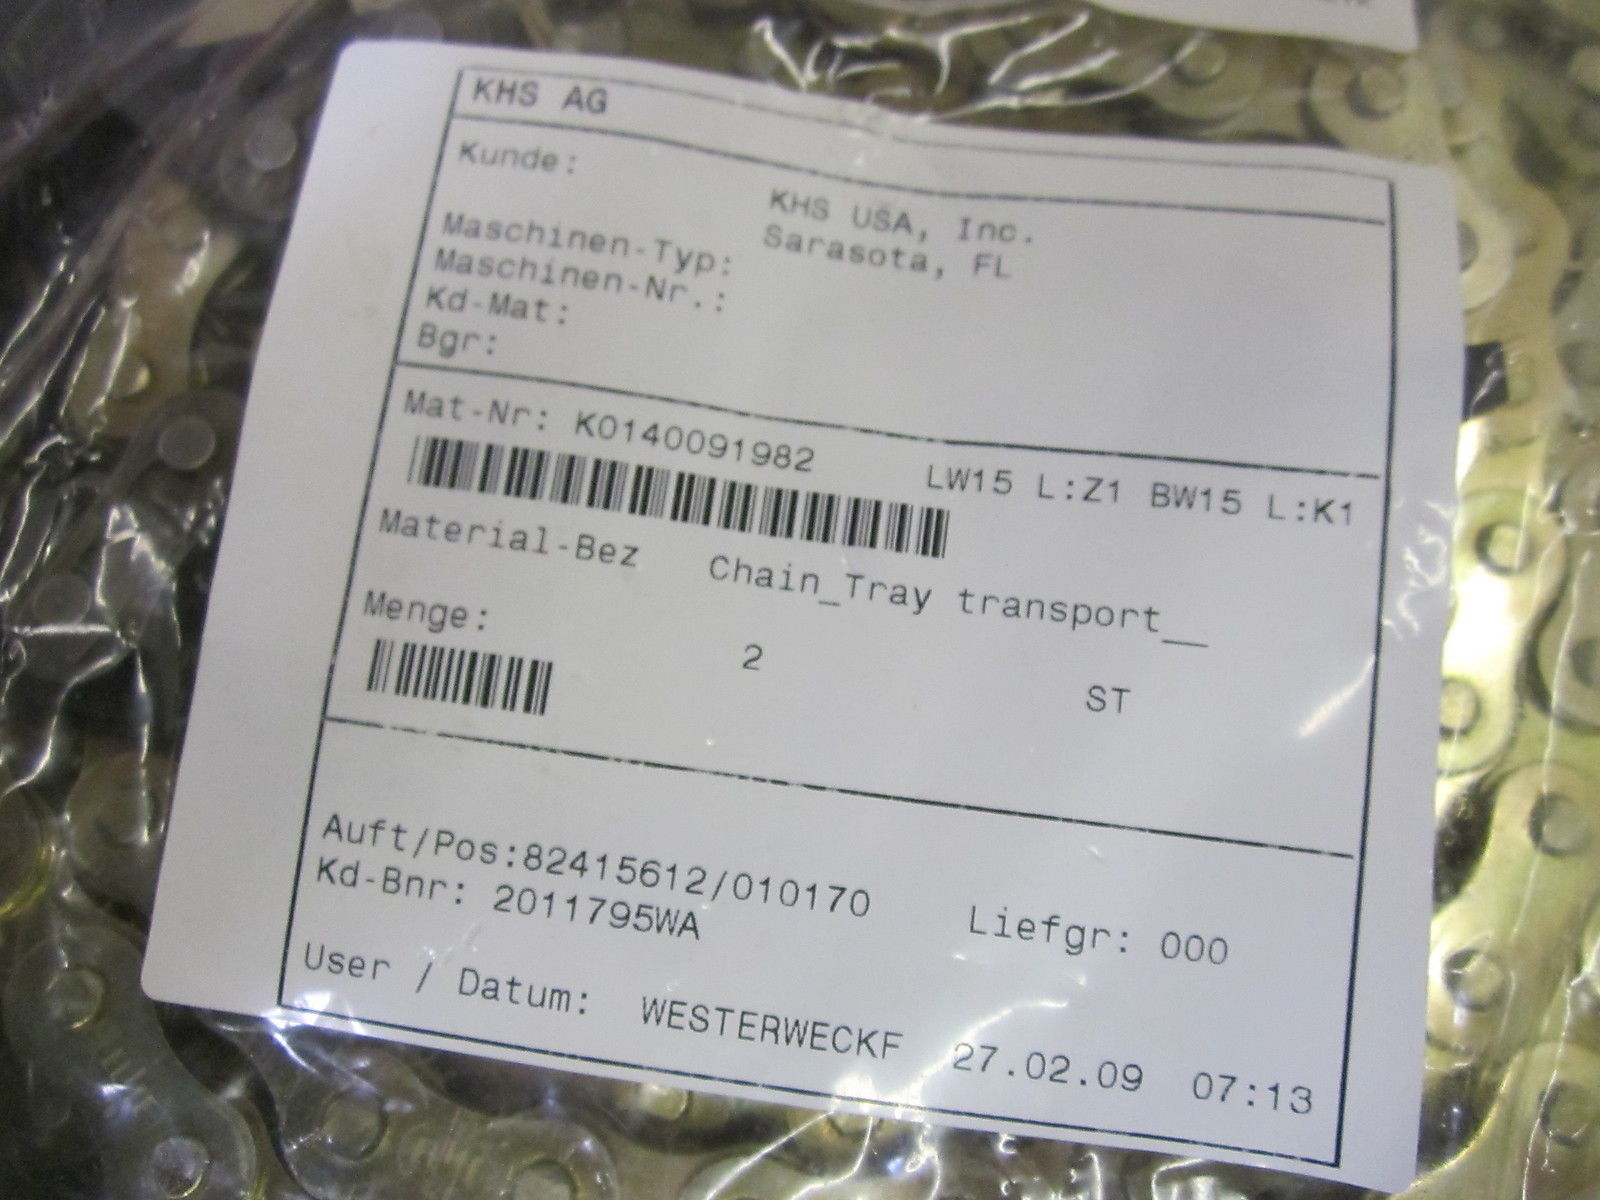 KHS AG
Kunde:
KHS USA, Inc.
Sarasota, FL
Maschinen-Typ:
Maschinen-Nr.:
Kd-Mat:
Bgr:
Mat-Nr: K0140091982 LW15 L:Z1 BW15 L:K1
Material-Bez Chain_Tray transport__
Menge: 2 ST
Auft/Pos:82415612/010170 Liefgr: 000
Kd-Bnr: 2011795WA
User / Datum: WESTERWECKF 27.02.09 07:13